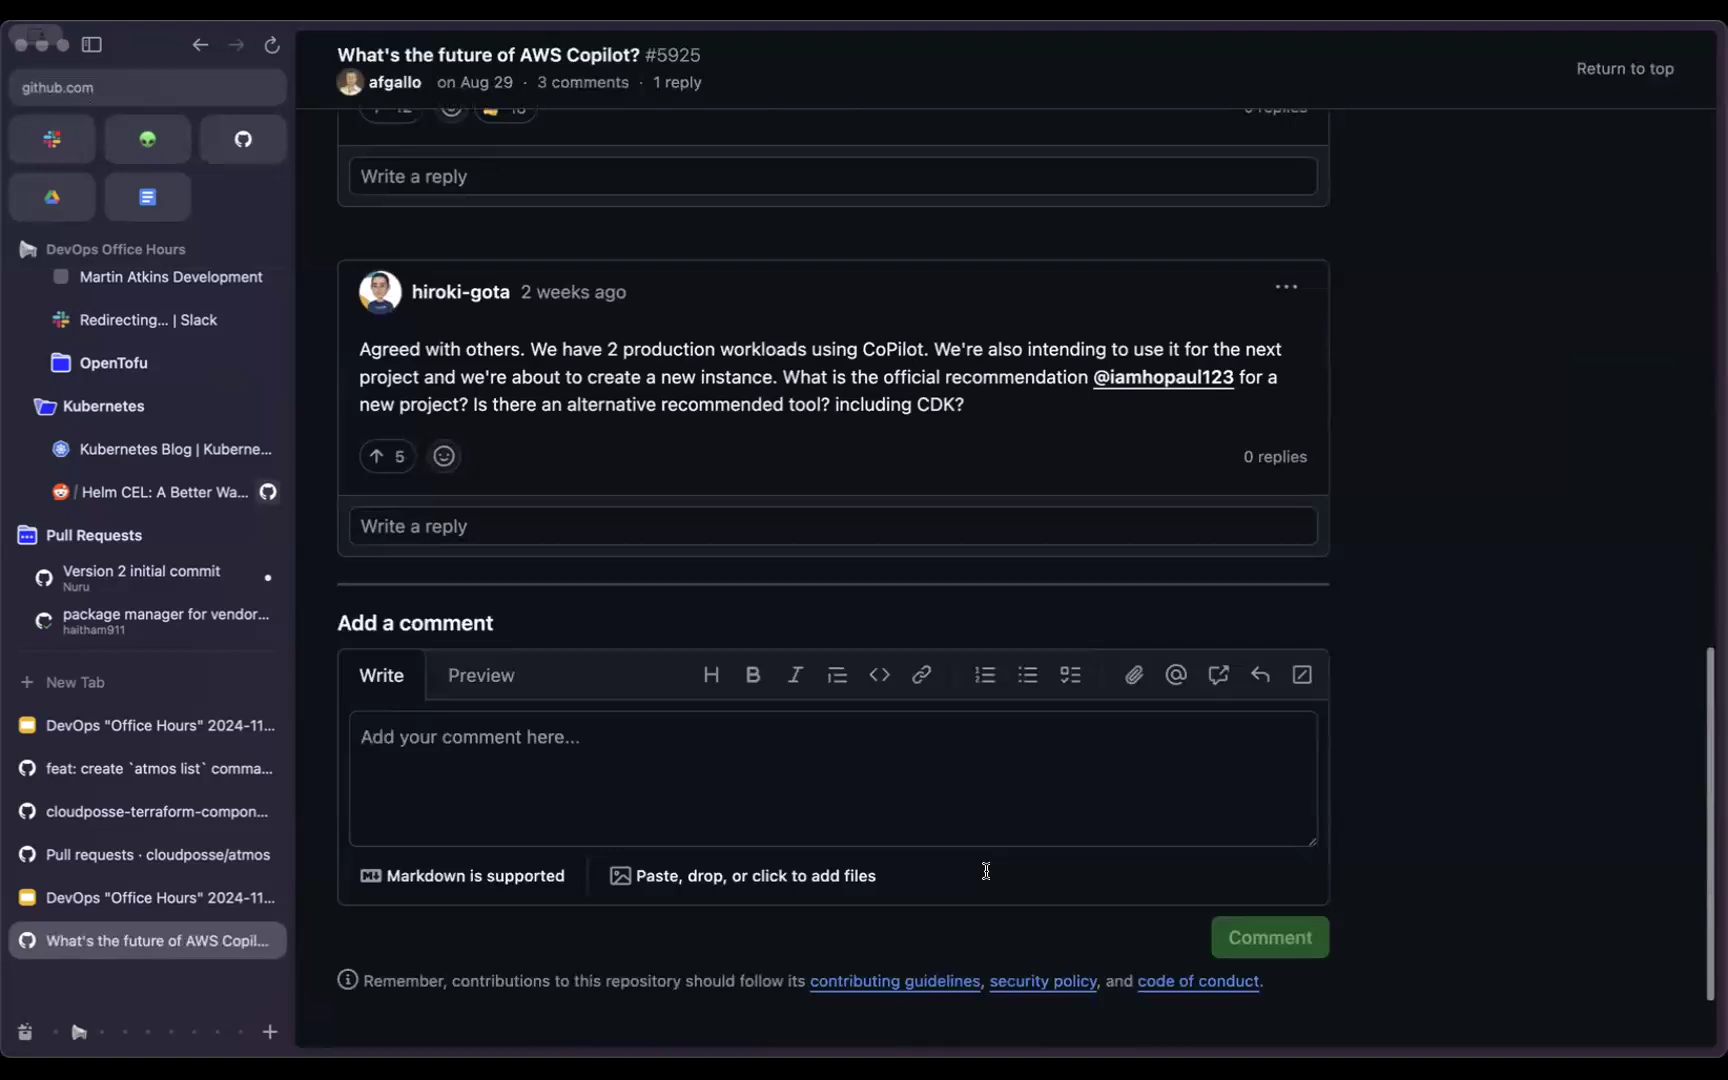 github.com
DevOps Office Hours
Martin Atkins Development
Redirecting... | Slack
OpenTofu
Kubernetes
Kubernetes Blog | Kuberne...
/ Helm CEL: A Better Wa...
Pull Requests
Version 2 initial commit
Nuru
package manager for vendor...
haitham911
+ New Tab
DevOps "Office Hours" 2024-11...
feat: create `atmos list` comma...
cloudposse-terraform-compon...
Pull requests · cloudposse/atmos
DevOps "Office Hours" 2024-11...
What's the future of AWS Copil...
What's the future of AWS Copilot? #5925
afgallo on Aug 29 · 3 comments · 1 reply
Return to top
Write a reply
hiroki-gota 2 weeks ago
Agreed with others. We have 2 production workloads using CoPilot. We're also intending to use it for the next
project and we're about to create a new instance. What is the official recommendation @iamhopaul123 for a
new project? Is there an alternative recommended tool? including CDK?
5
0 replies
Write a reply
Add a comment
Write Preview
Add your comment here...
Markdown is supported
Paste, drop, or click to add files
Comment
Remember, contributions to this repository should follow its contributing guidelines, security policy, and code of conduct.